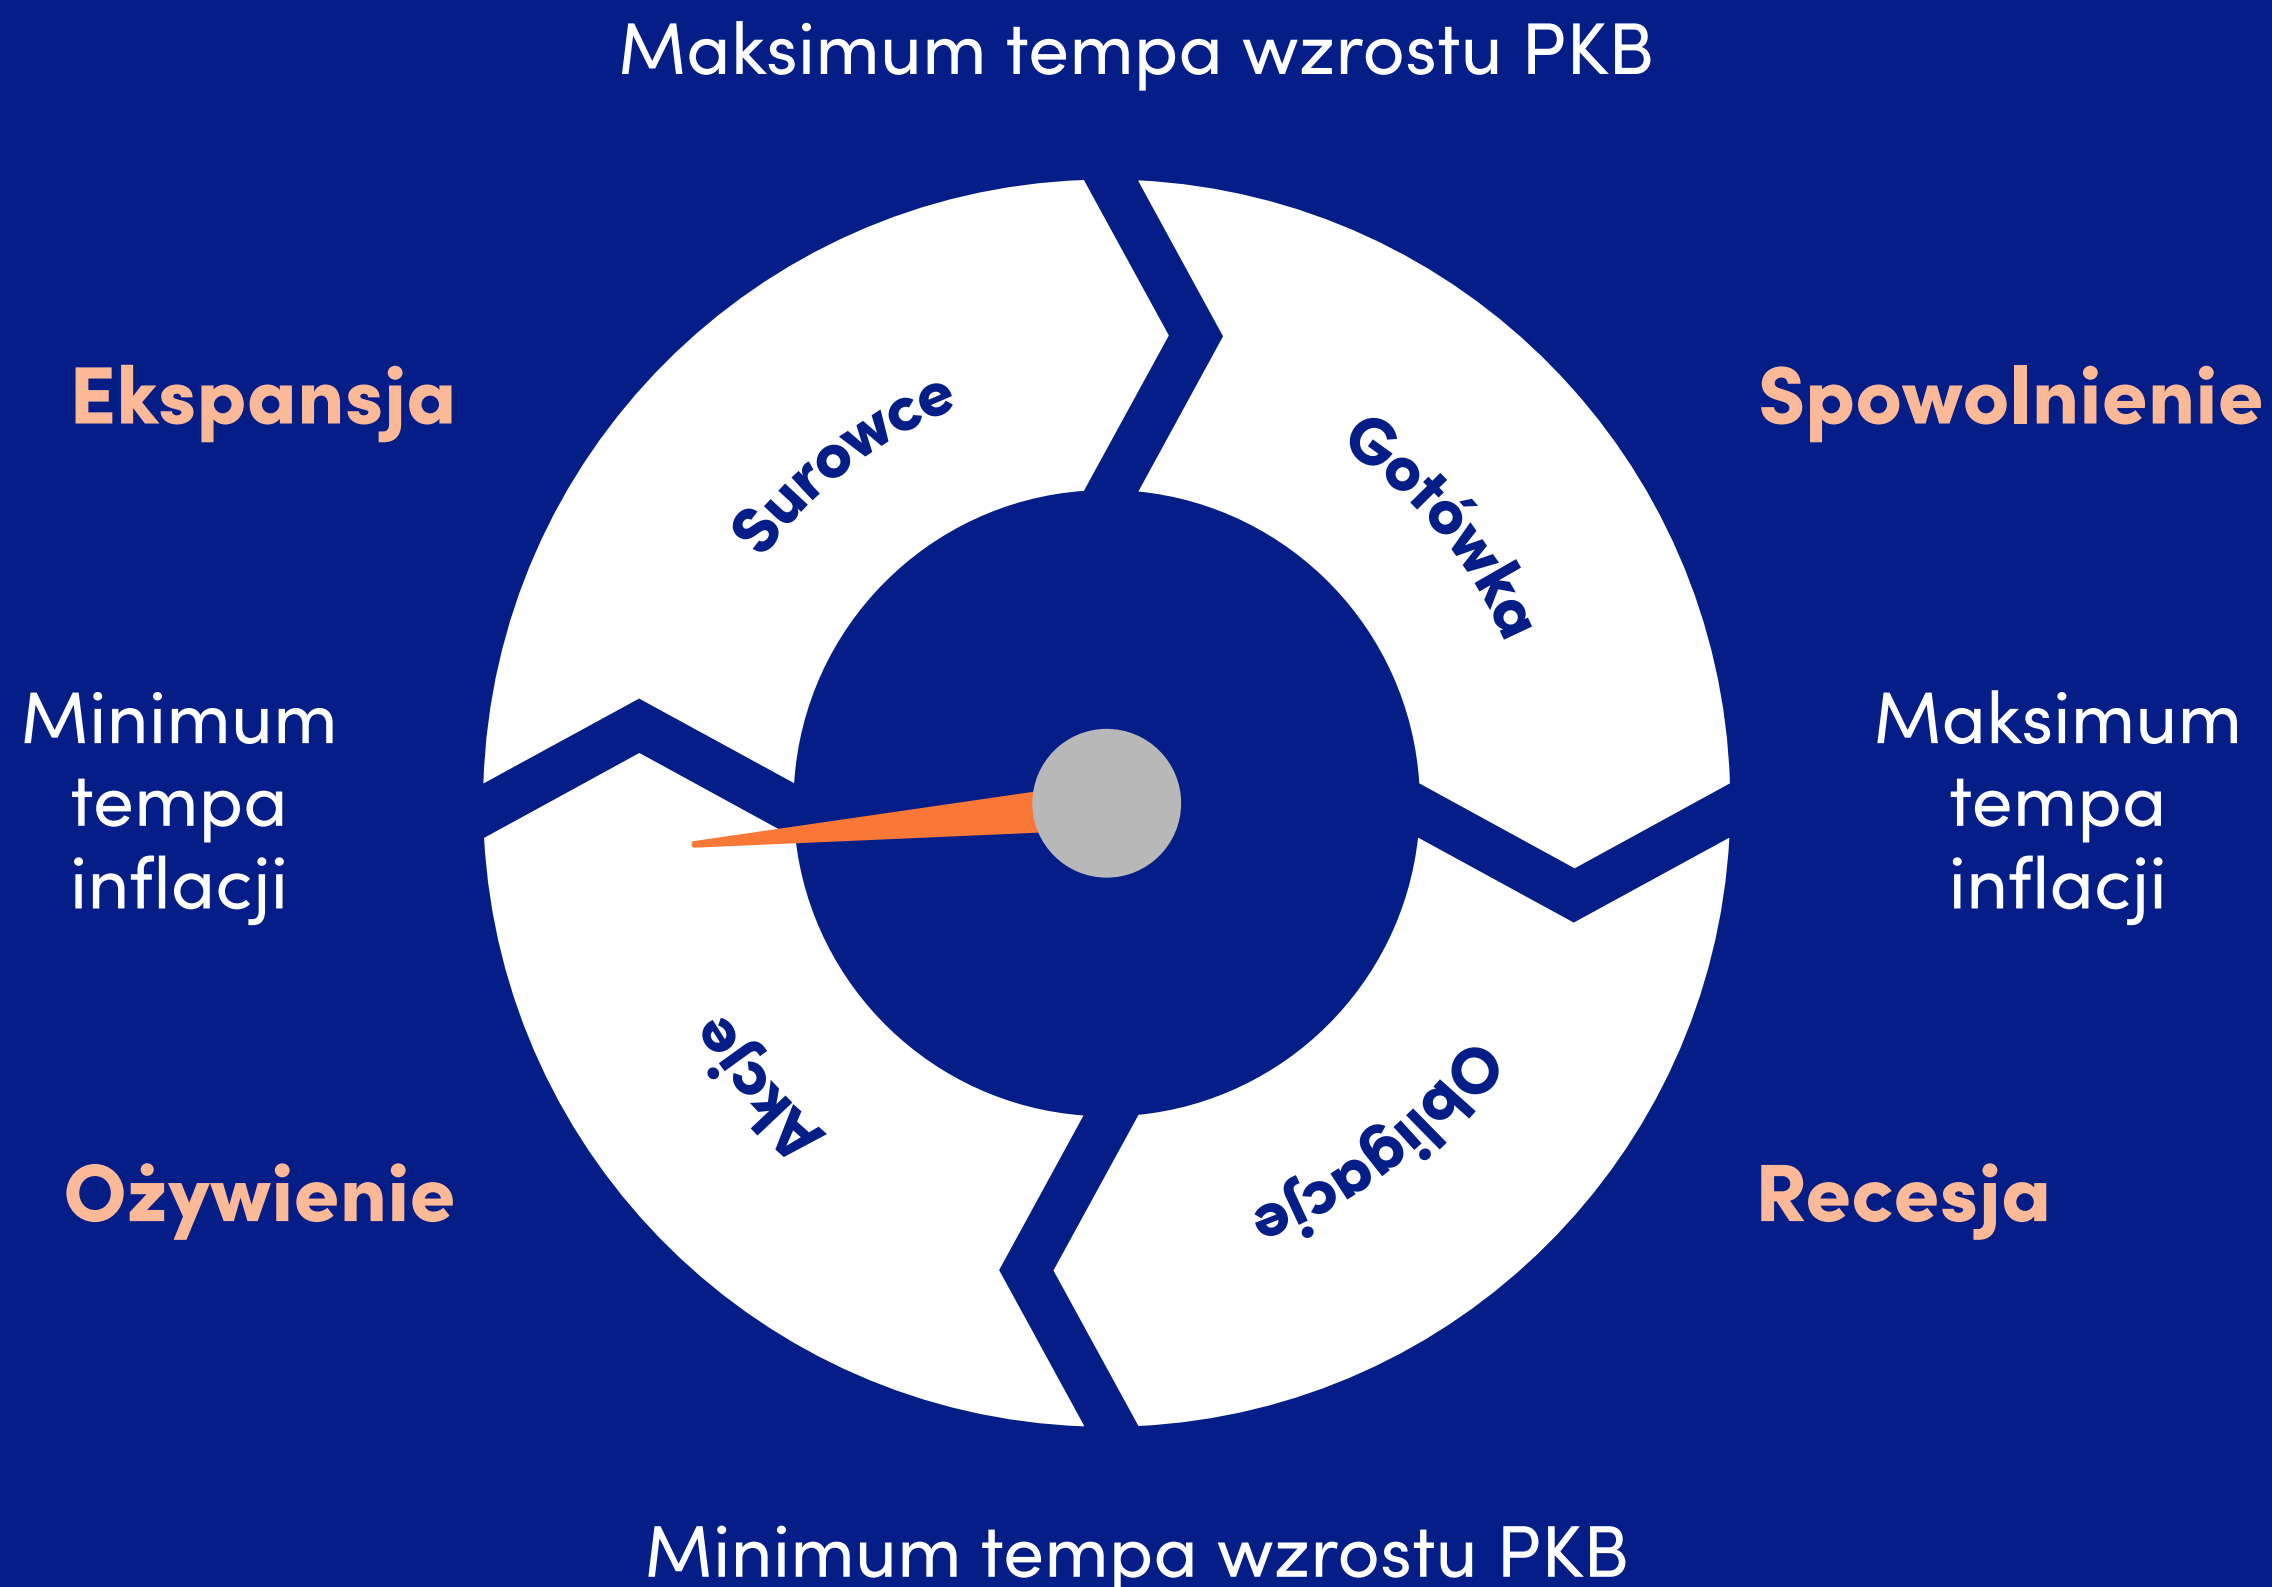 Maksimum tempa wzrostu PKB
Ekspansja
Surowce
Gotówka
Spowolnienie
Minimum
tempa
inflacji
Maksimum
tempa
inflacji
Ożywienie
Akcje
Obligacje
Recesja
Minimum tempa wzrostu PKB